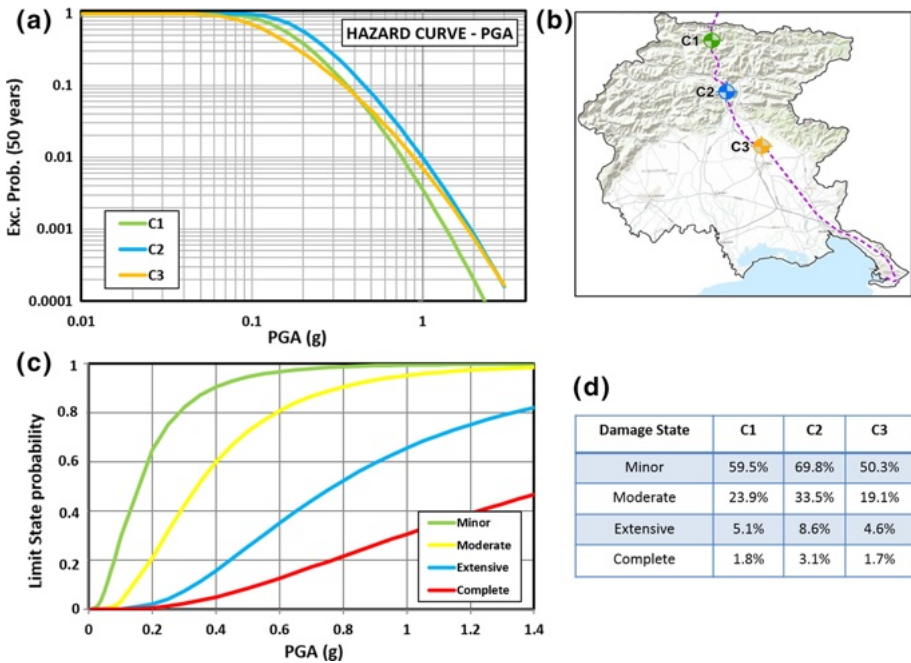 (a)
HAZARD CURVE - PGA
Exc. Prob. (50 years)
1
0.1
0.01
0.001
0.0001
C1
C2
C3
0.01
0.1
1
PGA (g)
(b)
C1
C2
C3
(c)
Limit State probability
1
0.8
0.6
0.4
0.2
0
Minor
Moderate
Extensive
Complete
0 0.2 0.4 0.6 0.8 1 1.2 1.4
PGA (g)
(d)
Damage State C1 C2 C3
Minor 59.5% 69.8% 50.3%
Moderate 23.9% 33.5% 19.1%
Extensive 5.1% 8.6% 4.6%
Complete 1.8% 3.1% 1.7%